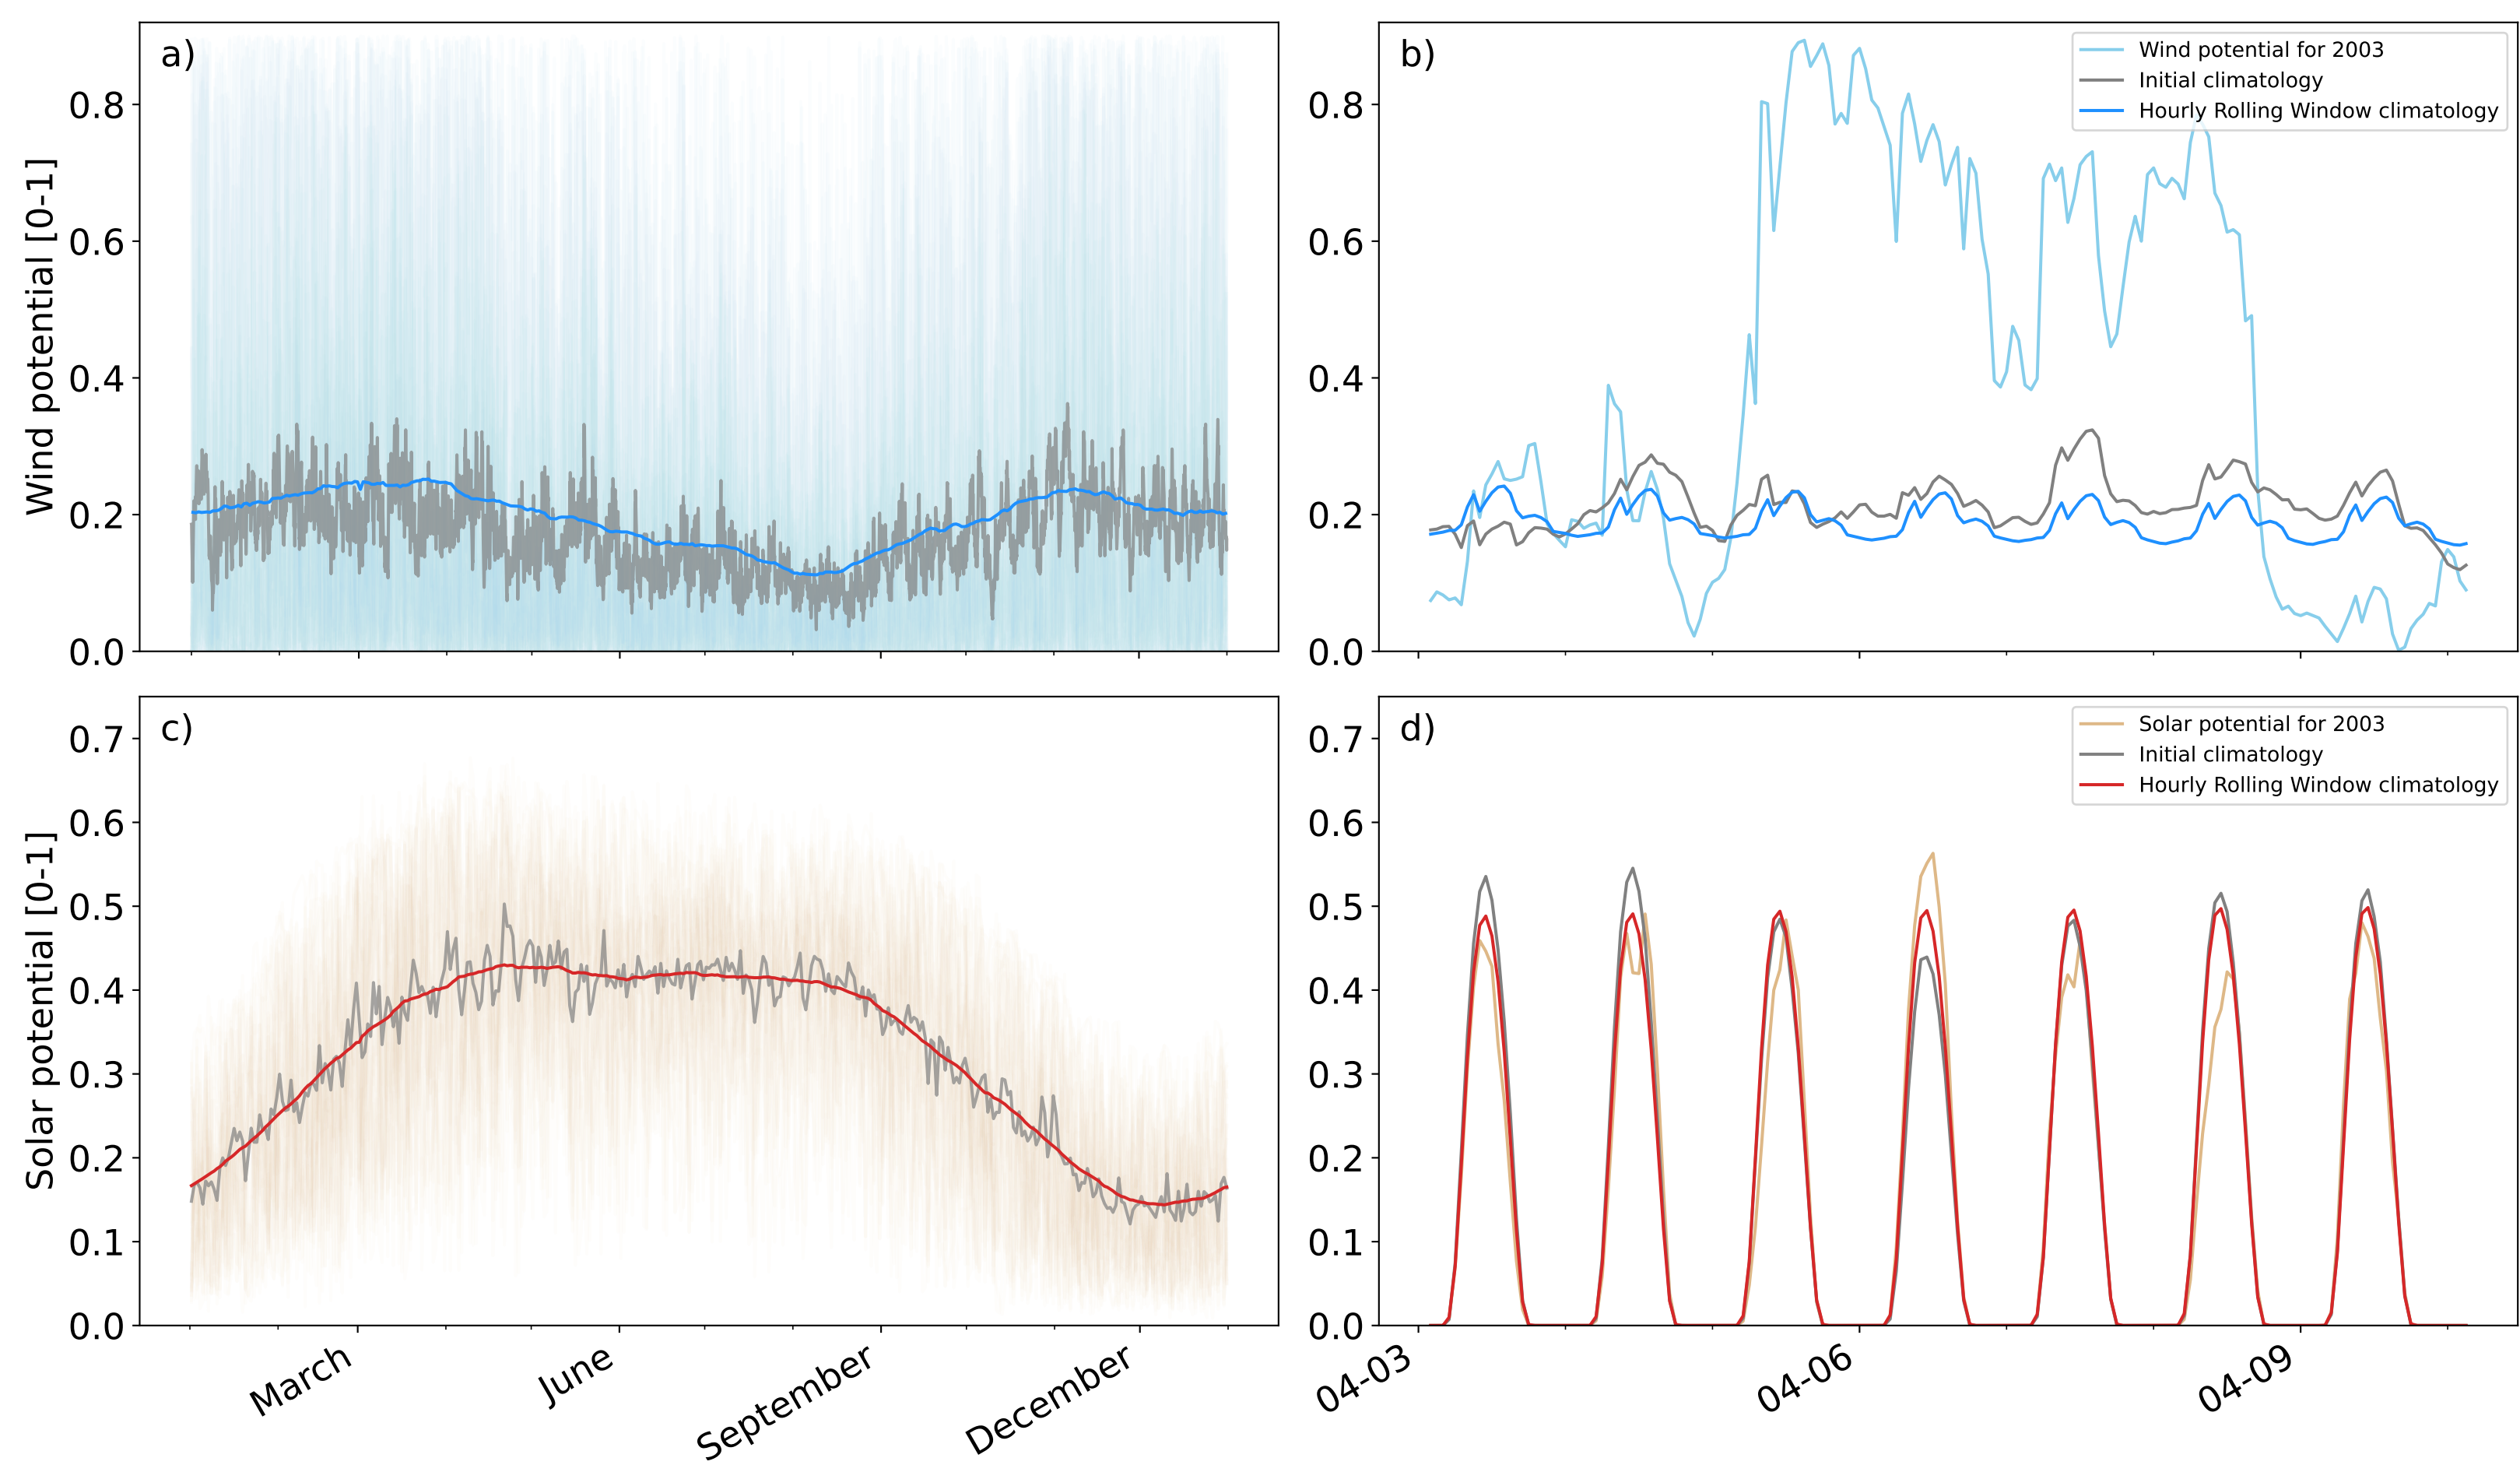 a)
Wind potential [0-1]
0.8
0.6
0.4
0.2
0.0
b)
0.8
0.6
0.4
0.2
0.0
Wind potential for 2003
Initial climatology
Hourly Rolling Window climatology
c)
Solar potential [0-1]
0.7
0.6
0.5
0.4
0.3
0.2
0.1
0.0
March
June
September
December
d)
0.7
0.6
0.5
0.4
0.3
0.2
0.1
0.0
Solar potential for 2003
Initial climatology
Hourly Rolling Window climatology
04-03
04-06
04-09